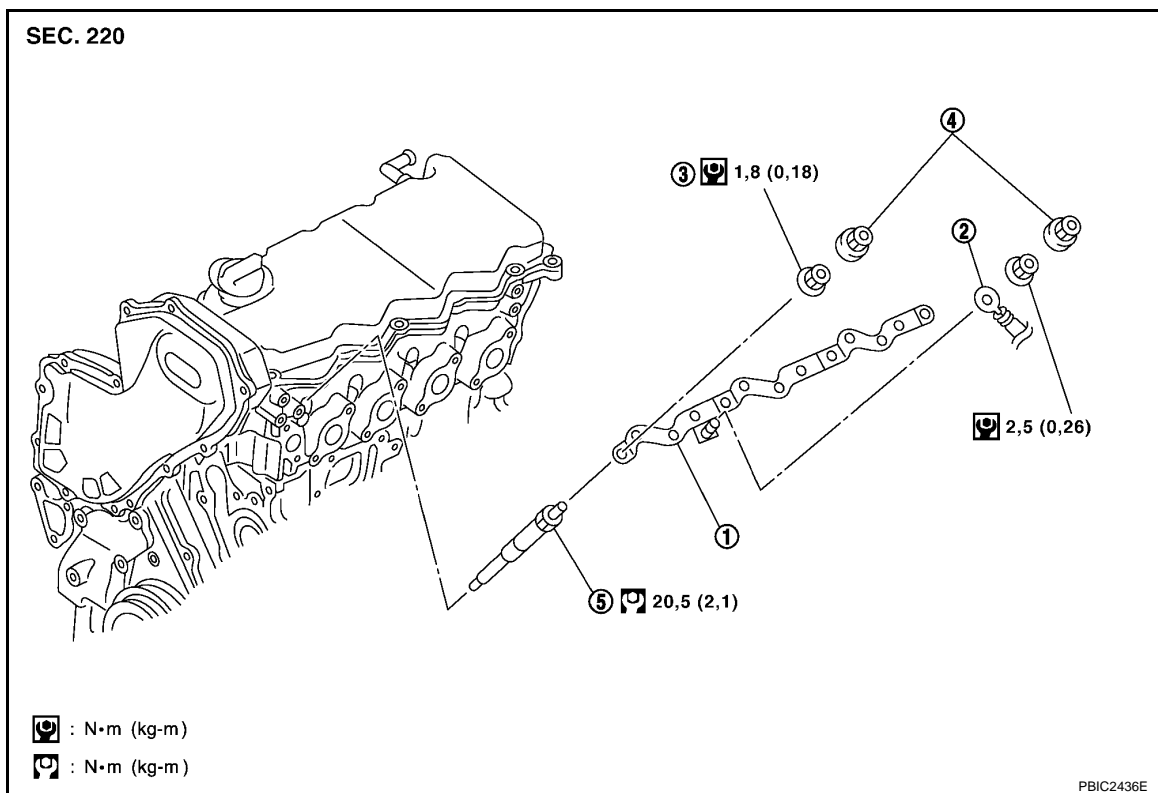 SEC. 220
④
③ 1,8 (0,18)
②
2,5 (0,26)
①
⑤ 20,5 (2,1)
: N•m (kg-m)
: N•m (kg-m)
PBIC2436E